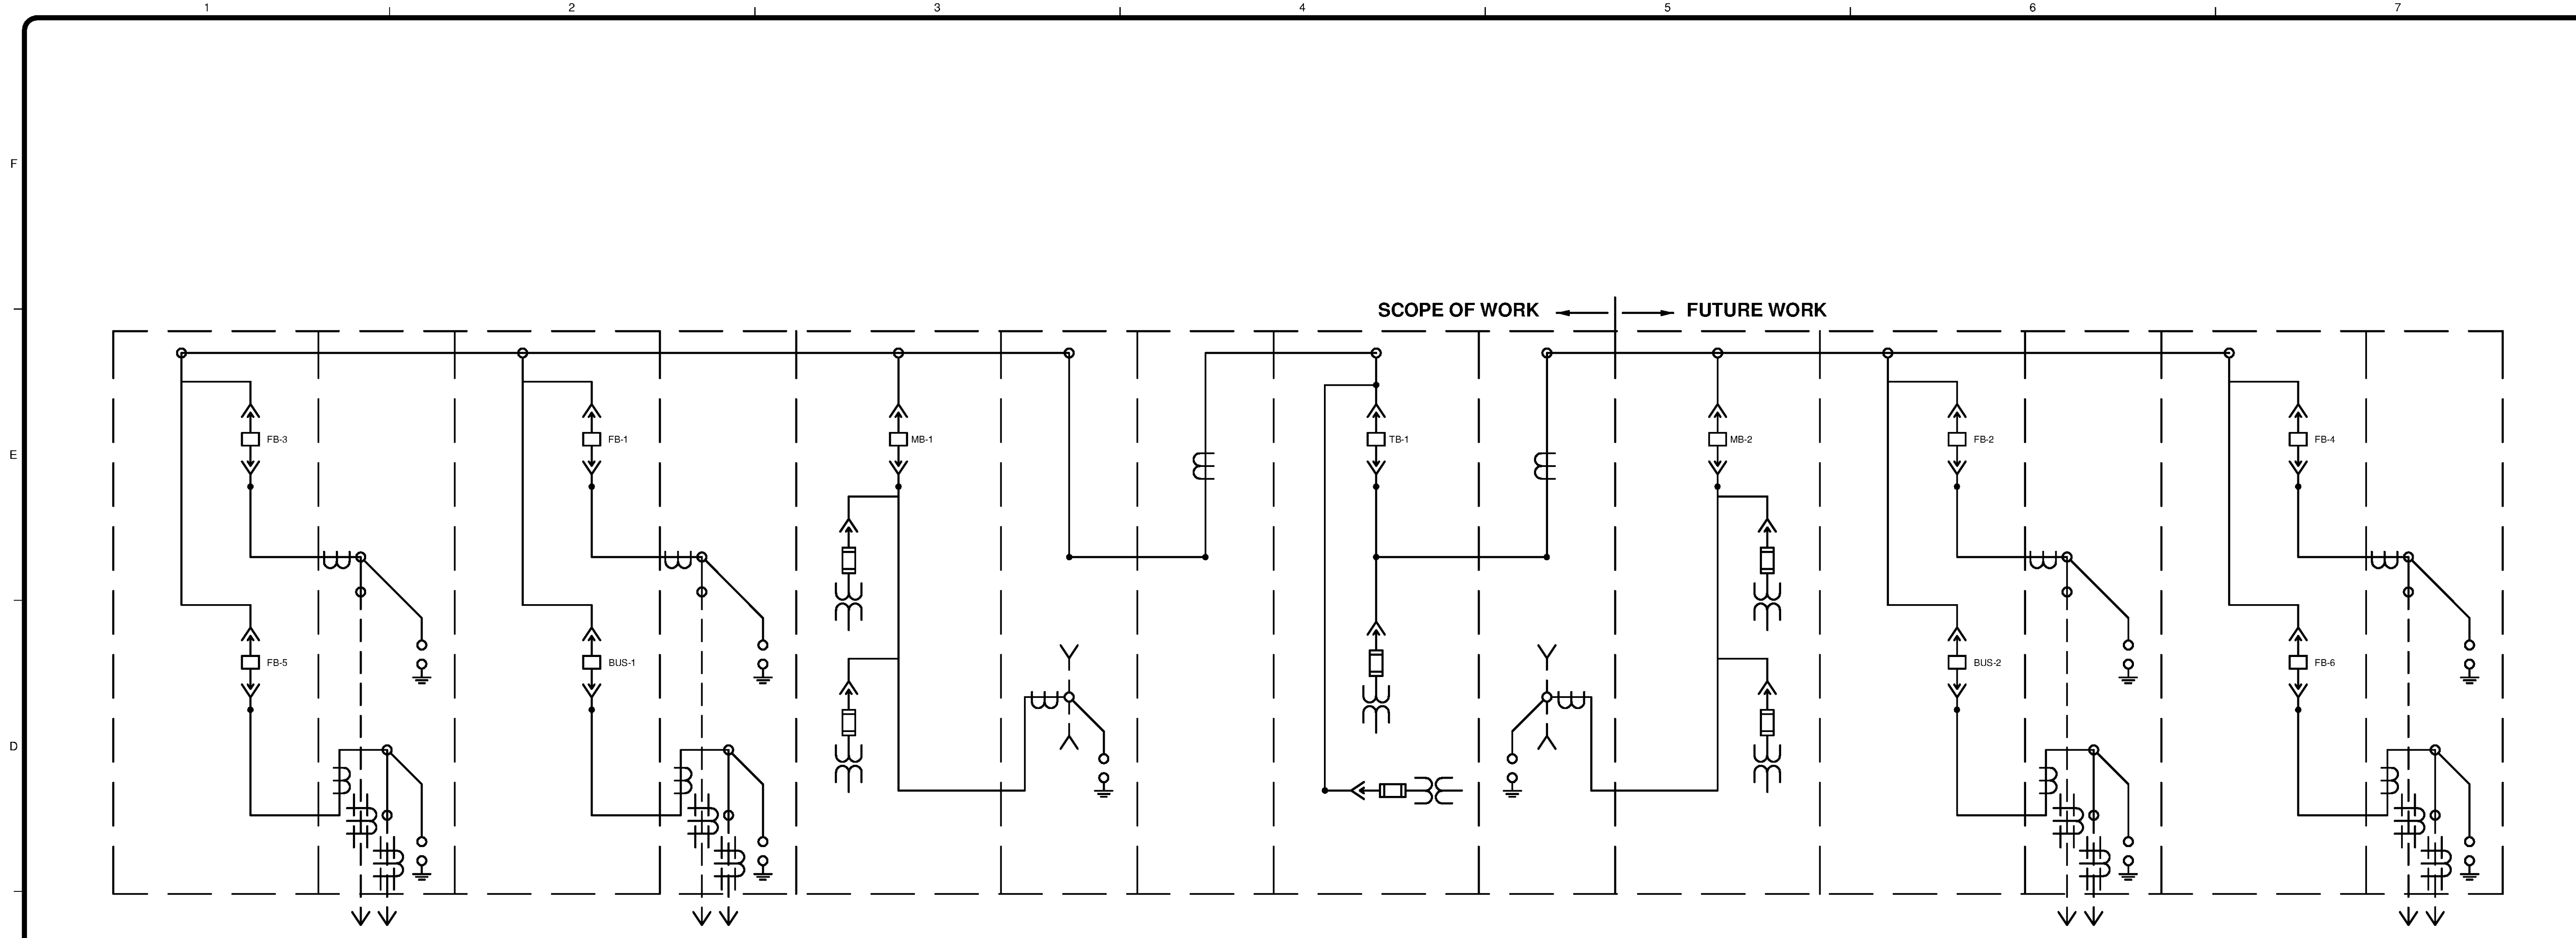 1 2 3 4 5 6 7
F
SCOPE OF WORK FUTURE WORK
E
FB-3 FB-1 MB-1 TB-1 MB-2 FB-2 FB-4
FB-5 BUS-1 BUS-2 FB-6
D